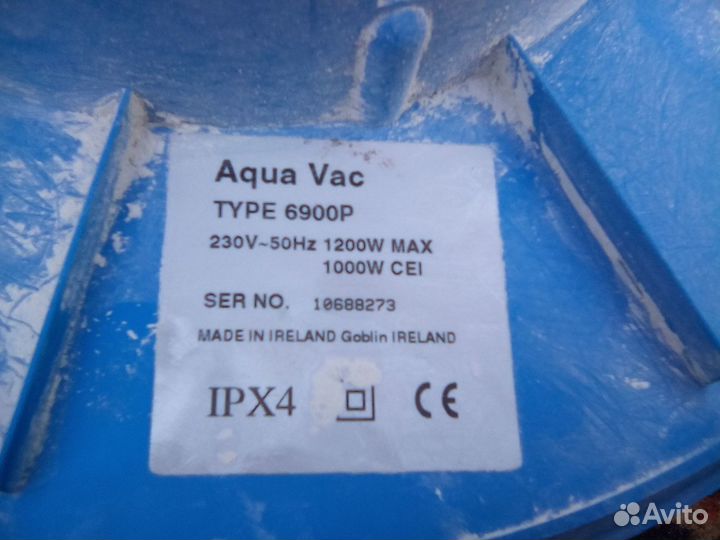 Aqua Vac
TYPE 6900P
230V~50Hz 1200W MAX
1000W CEI
SER NO. 10688273
MADE IN IRELAND Goblin IRELAND
IPX4 CE
Avito